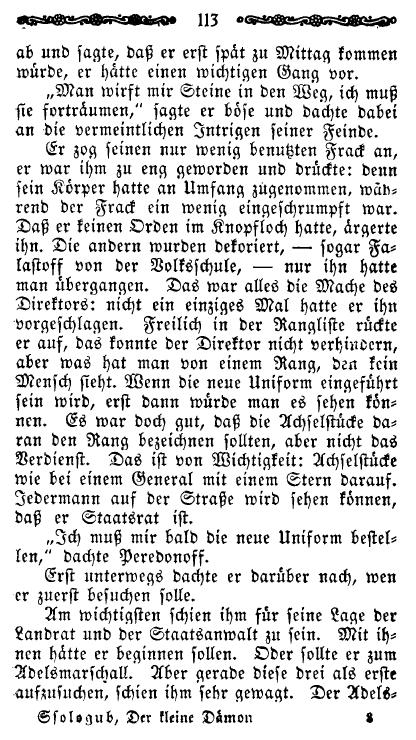 113
ab und sagte, daß er erst spät zu Mittag kommen
würde, er hätte einen wichtigen Gang vor.
„Man wirft mir Steine in den Weg, ich muß
sie forträumen,“ sagte er böse und dachte dabei
an die vermeintlichen Intrigen seiner Feinde.
Er zog seinen nur wenig benutzten Frack an,
er war ihm zu eng geworden und drückte: denn
sein Körper hatte an Umfang zugenommen, wäh-
rend der Frack ein wenig eingeschrumpft war.
Daß er keinen Orden im Knopfloch hatte, ärgerte
ihn. Die andern wurden dekoriert, — sogar Fa-
lastoff von der Volksschule, — nur ihn hatte
man übergangen. Das war alles die Mache des
Direktors: nicht ein einziges Mal hatte er ihn
vorgeschlagen. Freilich in der Rangliste rückte
er auf, das konnte der Direktor nicht verhindern,
aber was hat man von einem Rang, den kein
Mensch sieht. Wenn die neue Uniform eingeführt
sein wird, erst dann würde man es sehen kön-
nen. Es war doch gut, daß die Achselstücke da-
ran den Rang bezeichnen sollten, aber nicht das
Verdienst. Das ist von Wichtigkeit: Achselstücke
wie bei einem General mit einem Stern darauf.
Jedermann auf der Straße wird sehen können,
daß er Staatsrat ist.
„Ich muß mir bald die neue Uniform bestel-
len,“ dachte Peredonoff.
Erst unterwegs dachte er darüber nach, wen
er zuerst besuchen solle.
Am wichtigsten schien ihm für seine Lage der
Landrat und der Staatsanwalt zu sein. Mit ih-
nen hätte er beginnen sollen. Oder sollte er zum
Adelsmarschall. Aber gerade diese drei als erste
aufzusuchen, schien ihm sehr gewagt. Der Adels-
Ssologub, Der kleine Dämon 8